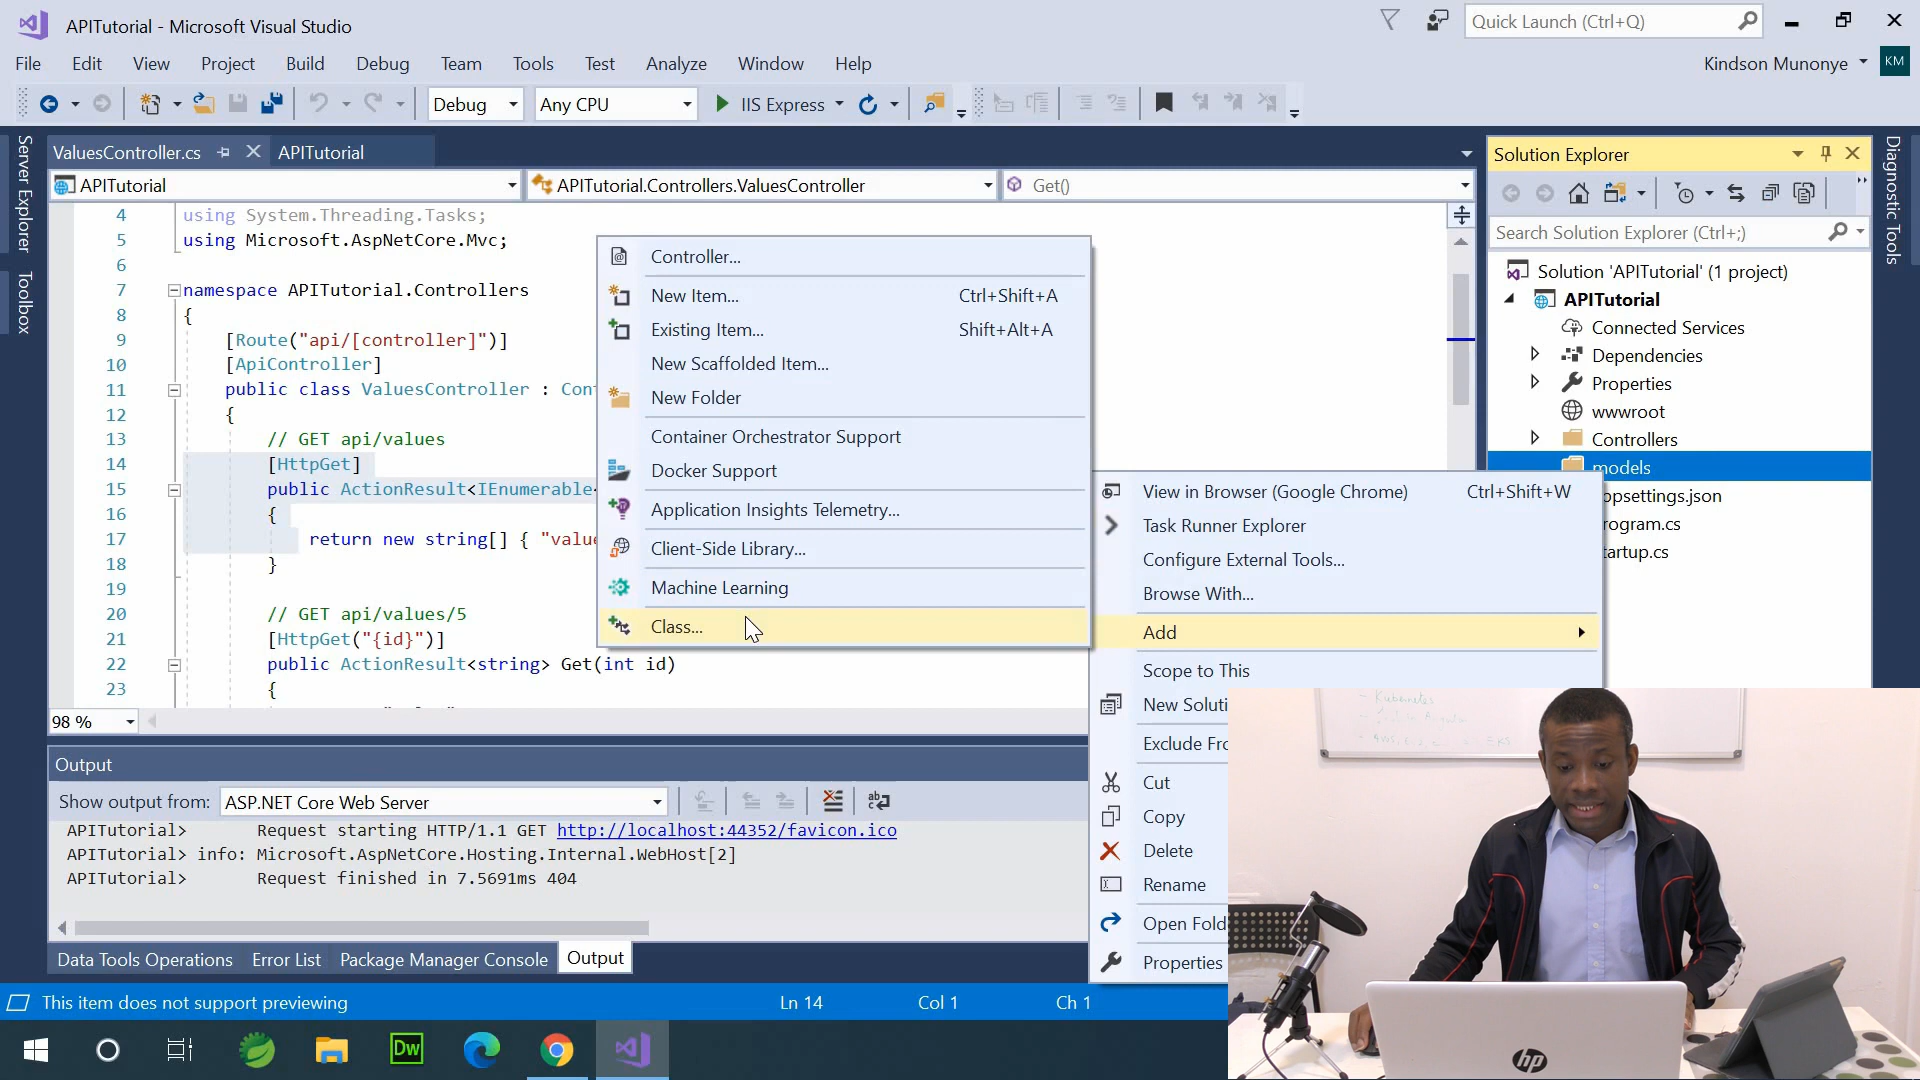 APITutorial - Microsoft Visual Studio
Quick Launch (Ctrl+Q)
File Edit View Project Build Debug Team Tools Test Analyze Window Help
Kindson Munonye KM
Debug Any CPU IIS Express
Server Explorer
Toolbox
ValuesController.cs APITutorial
APITutorial APITutorial.Controllers.ValuesController Get()
4 using System.Threading.Tasks;
5 using Microsoft.AspNetCore.Mvc;
6
7 namespace APITutorial.Controllers
8 {
9 [Route("api/[controller]")]
10 [ApiController]
11 public class ValuesController : Con
12 {
13 // GET api/values
14 [HttpGet]
15 public ActionResult<IEnumerable<
16 {
17 return new string[] { "value
18 }
19
20 // GET api/values/5
21 [HttpGet("{id}")]
22 public ActionResult<string> Get(int id)
23 {
98 %
Controller...
New Item... Ctrl+Shift+A
Existing Item... Shift+Alt+A
New Scaffolded Item...
New Folder
Container Orchestrator Support
Docker Support
Application Insights Telemetry...
Client-Side Library...
Machine Learning
Class...
View in Browser (Google Chrome) Ctrl+Shift+W
Task Runner Explorer
Configure External Tools...
Browse With...
Add
Scope to This
New Soluti
Exclude Fro
Cut
Copy
Delete
Rename
Open Fold
Properties
Solution Explorer
Search Solution Explorer (Ctrl+;)
Solution 'APITutorial' (1 project)
APITutorial
Connected Services
Dependencies
Properties
wwwroot
Controllers
models
ppsettings.json
rogram.cs
tartup.cs
Diagnostic Tools
Output
Show output from: ASP.NET Core Web Server
APITutorial> Request starting HTTP/1.1 GET http://localhost:44352/favicon.ico
APITutorial> info: Microsoft.AspNetCore.Hosting.Internal.WebHost[2]
APITutorial> Request finished in 7.5691ms 404
Data Tools Operations Error List Package Manager Console Output
This item does not support previewing Ln 14 Col 1 Ch 1
Dw
Kubernetes
hp